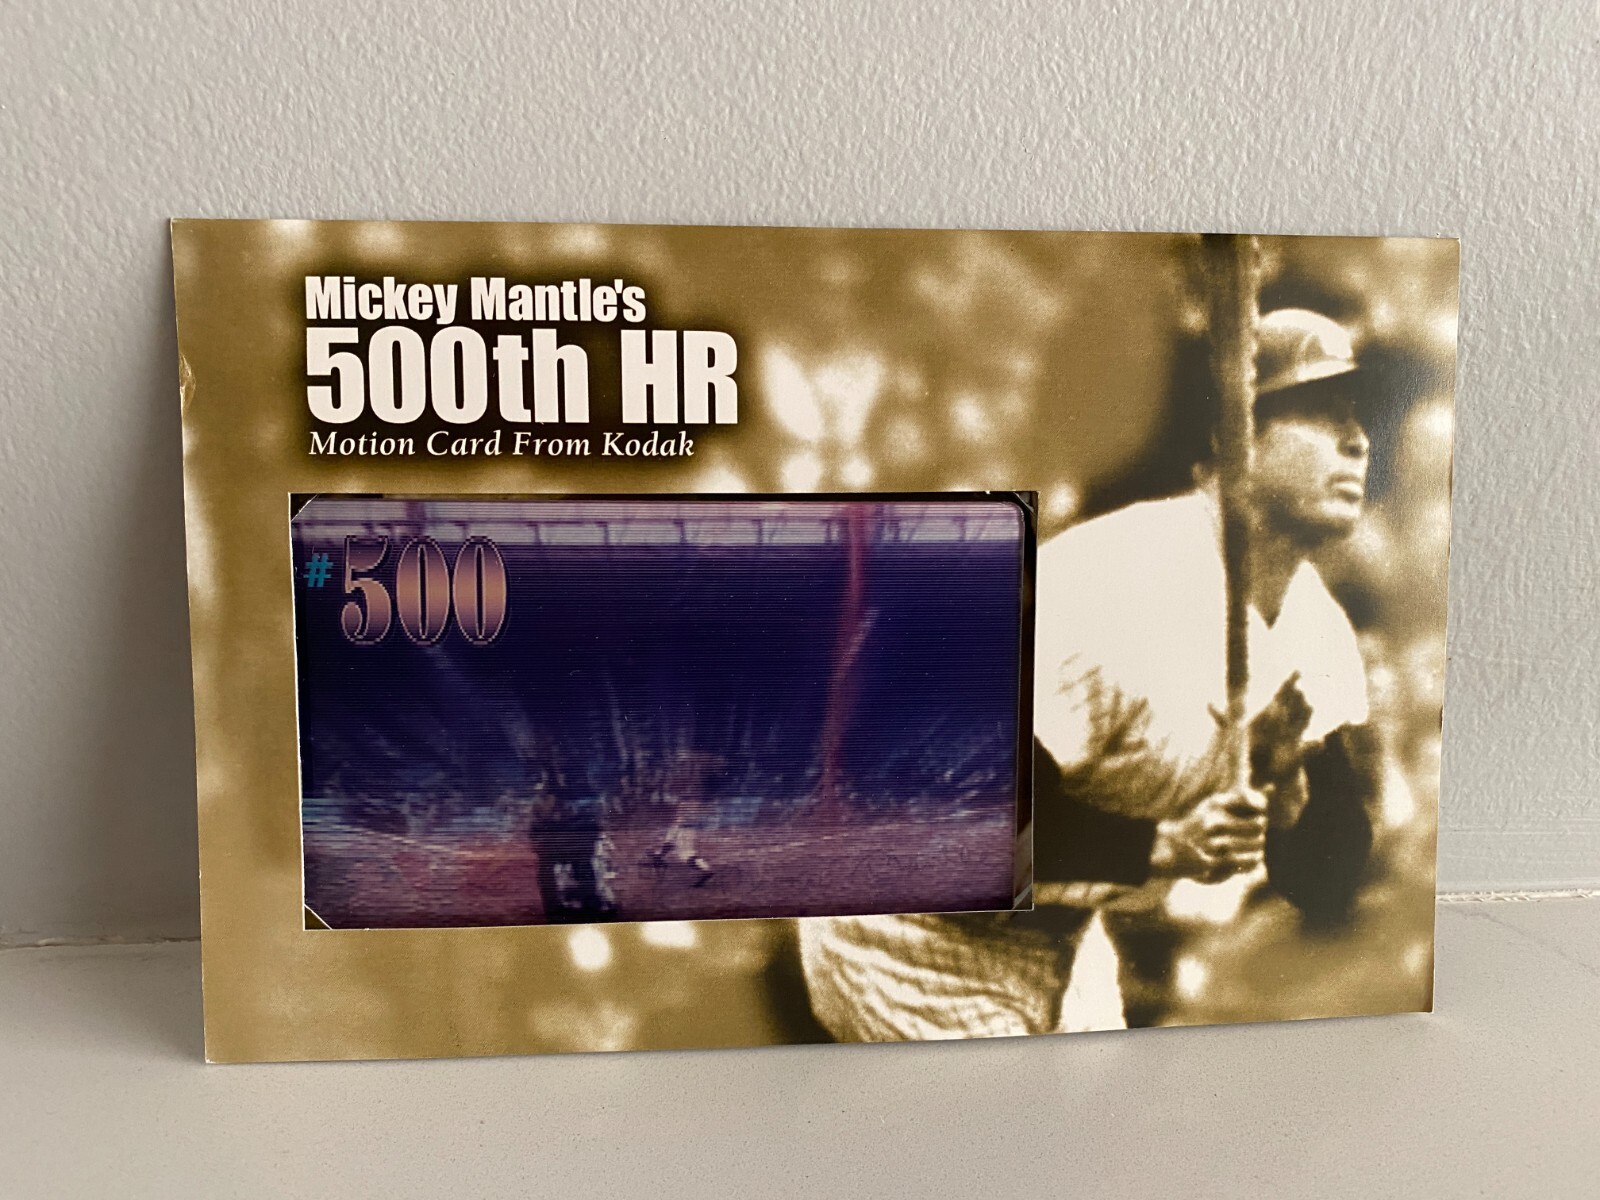 Mickey Mantle's
500th HR
Motion Card From Kodak
#500